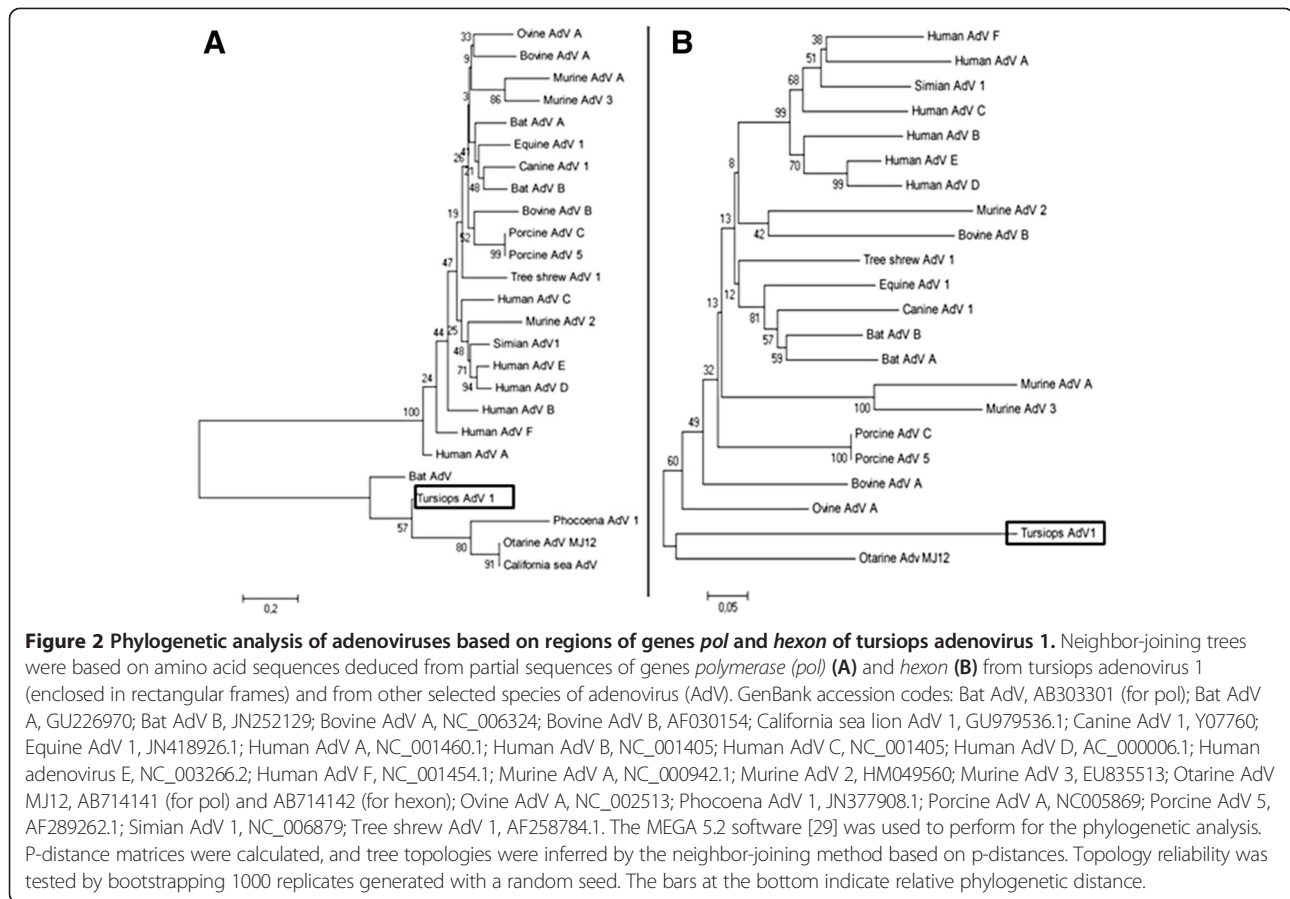 A
33
Ovine AdV A
9
Bovine AdV A
Murine AdV A
86
Murine AdV 3
3
Bat AdV A
41
Equine AdV 1
26
Canine AdV 1
21
48
Bat AdV B
Bovine AdV B
19
Porcine AdV C
52
99
Porcine AdV 5
Tree shrew AdV 1
47
Human AdV C
Murine AdV 2
44
25
Simian AdV1
48
Human AdV E
71
94
Human AdV D
24
Human AdV B
100
Human AdV F
Human AdV A
Bat AdV
Tursiops AdV 1
57
Phocoena AdV 1
80
Otarine AdV MJ12
91
California sea AdV
0,2
B
38
Human AdV F
51
Human AdV A
68
Simian AdV 1
99
Human AdV C
Human AdV B
70
Human AdV E
99
Human AdV D
8
Murine AdV 2
13
42
Bovine AdV B
Tree shrew AdV 1
12
Equine AdV 1
13
81
Canine AdV 1
57
Bat AdV B
59
Bat AdV A
32
Murine AdV A
100
Murine AdV 3
49
Porcine AdV C
100
Porcine AdV 5
60
Bovine AdV A
Ovine AdV A
Tursiops AdV1
Otarine Adv MJ12
0,05
Figure 2 Phylogenetic analysis of adenoviruses based on regions of genes pol and hexon of tursiops adenovirus 1. Neighbor-joining trees
were based on amino acid sequences deduced from partial sequences of genes polymerase (pol) (A) and hexon (B) from tursiops adenovirus 1
(enclosed in rectangular frames) and from other selected species of adenovirus (AdV). GenBank accession codes: Bat AdV, AB303301 (for pol); Bat AdV
A, GU226970; Bat AdV B, JN252129; Bovine AdV A, NC_006324; Bovine AdV B, AF030154; California sea lion AdV 1, GU979536.1; Canine AdV 1, Y07760;
Equine AdV 1, JN418926.1; Human AdV A, NC_001460.1; Human AdV B, NC_001405; Human AdV C, NC_001405; Human AdV D, AC_000006.1; Human
adenovirus E, NC_003266.2; Human AdV F, NC_001454.1; Murine AdV A, NC_000942.1; Murine AdV 2, HM049560; Murine AdV 3, EU835513; Otarine AdV
MJ12, AB714141 (for pol) and AB714142 (for hexon); Ovine AdV A, NC_002513; Phocoena AdV 1, JN377908.1; Porcine AdV A, NC005869; Porcine AdV 5,
AF289262.1; Simian AdV 1, NC_006879; Tree shrew AdV 1, AF258784.1. The MEGA 5.2 software [29] was used to perform for the phylogenetic analysis.
P-distance matrices were calculated, and tree topologies were inferred by the neighbor-joining method based on p-distances. Topology reliability was
tested by bootstrapping 1000 replicates generated with a random seed. The bars at the bottom indicate relative phylogenetic distance.